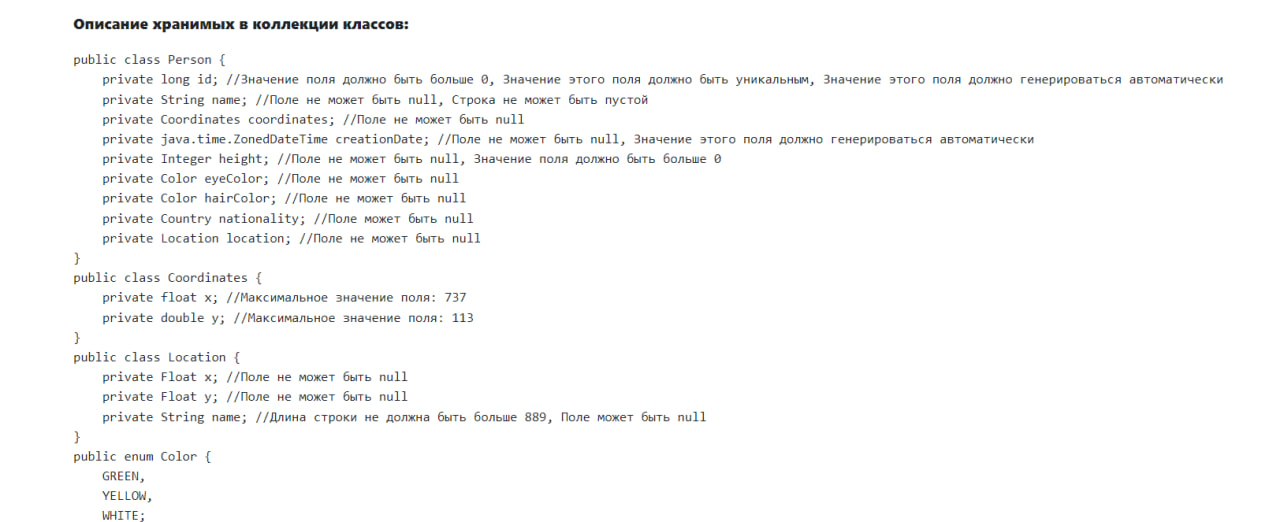 Описание хранимых в коллекции классов:
public class Person {
    private long id; //Значение поля должно быть больше 0, Значение этого поля должно быть уникальным, Значение этого поля должно генерироваться автоматически
    private String name; //Поле не может быть null, Строка не может быть пустой
    private Coordinates coordinates; //Поле не может быть null
    private java.time.ZonedDateTime creationDate; //Поле не может быть null, Значение этого поля должно генерироваться автоматически
    private Integer height; //Поле не может быть null, Значение поля должно быть больше 0
    private Color eyeColor; //Поле не может быть null
    private Color hairColor; //Поле не может быть null
    private Country nationality; //Поле может быть null
    private Location location; //Поле не может быть null
}
public class Coordinates {
    private float x; //Максимальное значение поля: 737
    private double y; //Максимальное значение поля: 113
}
public class Location {
    private Float x; //Поле не может быть null
    private Float y; //Поле не может быть null
    private String name; //Длина строки не должна быть больше 889, Поле может быть null
}
public enum Color {
    GREEN,
    YELLOW,
    WHITE;